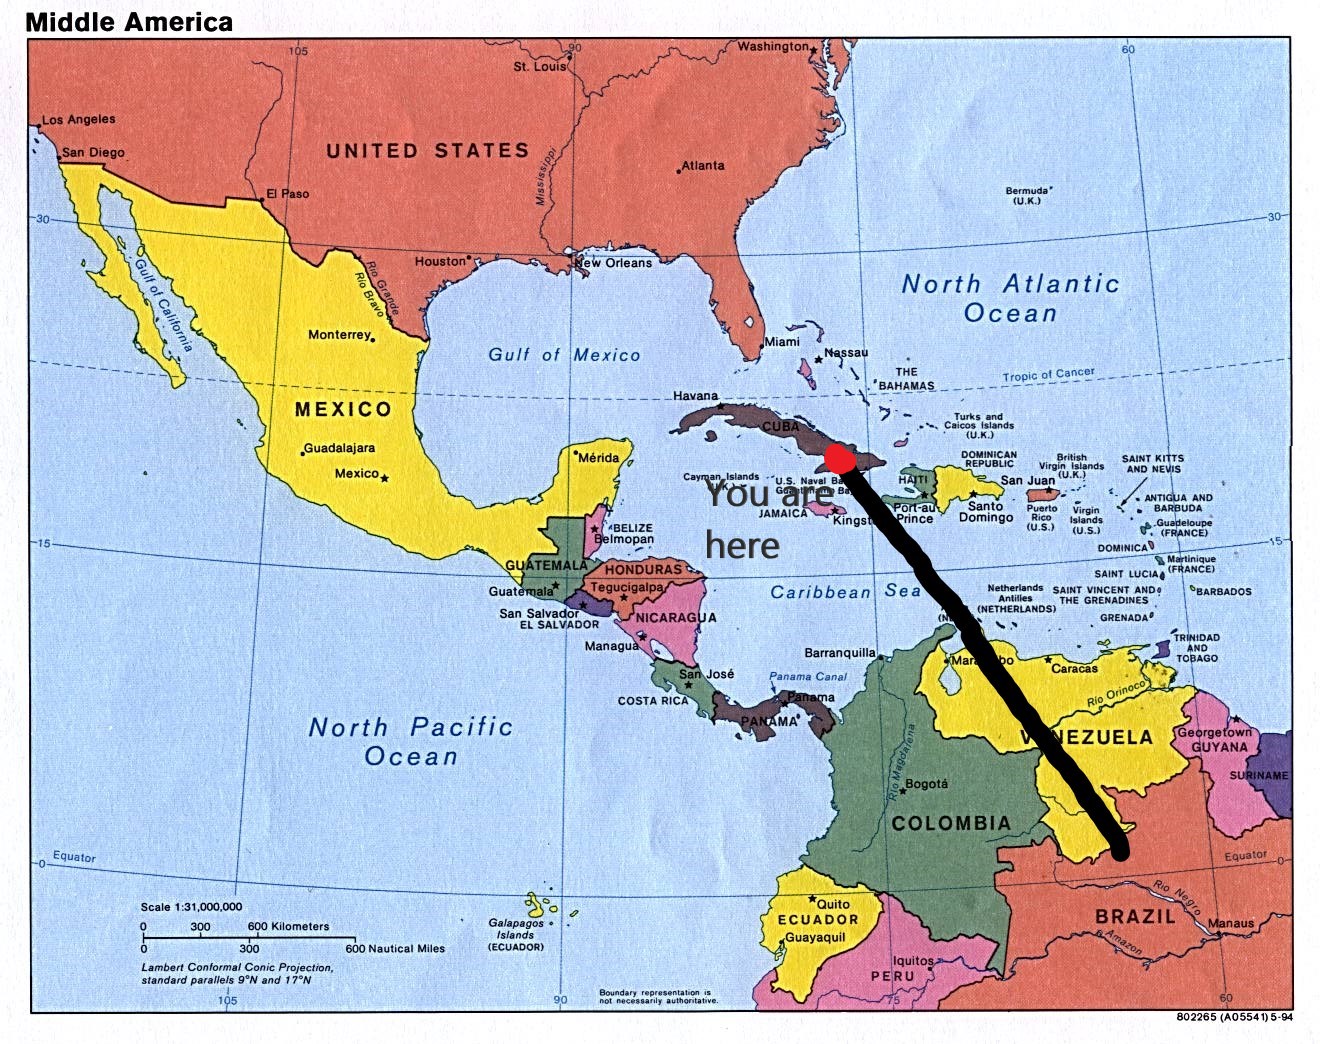 Middle America
105
90
60
Washington
St. Louis
Los Angeles
San Diego
UNITED STATES
Atlanta
Mississippi
El Paso
Bermuda
(U.K.)
30
30
Houston
New Orleans
Gulf of California
Rio Grande
Rio Bravo
North Atlantic
Ocean
Monterrey
Gulf of Mexico
Miami
Nassau
THE
BAHAMAS
Tropic of Cancer
Havana
MEXICO
CUBA
Turks and
Caicos Islands
(U.K.)
Guadalajara
Mexico
Mérida
DOMINICAN
REPUBLIC
British
Virgin Islands
(U.K.)
SAINT KITTS
AND NEVIS
Cayman Islands
U.S. Naval
HAITI
San Juan
You are
here
JAMAICA
Port-au
Prince
Santo
Domingo
Puerto
Rico
(U.S.)
Virgin
Islands
(U.S.)
ANTIGUA AND
BARBUDA
Guadeloupe
(FRANCE)
BELIZE
Belmopan
15
15
DOMINICA
Martinique
(FRANCE)
GUATEMALA
HONDURAS
SAINT LUCIA
Guatemala
Tegucigalpa
Caribbean Sea
Netherlands
Antilles
(NETHERLANDS)
SAINT VINCENT AND
THE GRENADINES
BARBADOS
San Salvador
EL SALVADOR
NICARAGUA
GRENADA
Managua
Barranquilla
Caracas
TRINIDAD
AND
TOBAGO
San José
COSTA RICA
Panama Canal
Panama
PANAMA
Rio Orinoco
North Pacific
Ocean
Rio Magdalena
VENEZUELA
Georgetown
GUYANA
SURINAME
Bogotá
COLOMBIA
0
Equator
Equator
0
Scale 1:31,000,000
0 300 600 Kilometers
0 300 600 Nautical Miles
Lambert Conformal Conic Projection,
standard parallels 9°N and 17°N
Galapagos
Islands
(ECUADOR)
Quito
ECUADOR
Guayaquil
Rio Negro
BRAZIL
Manaus
Amazon
Iquitos
PERU
Boundary representation is
not necessarily authoritative.
105
90
75
60
802265 (A05541) 5-94